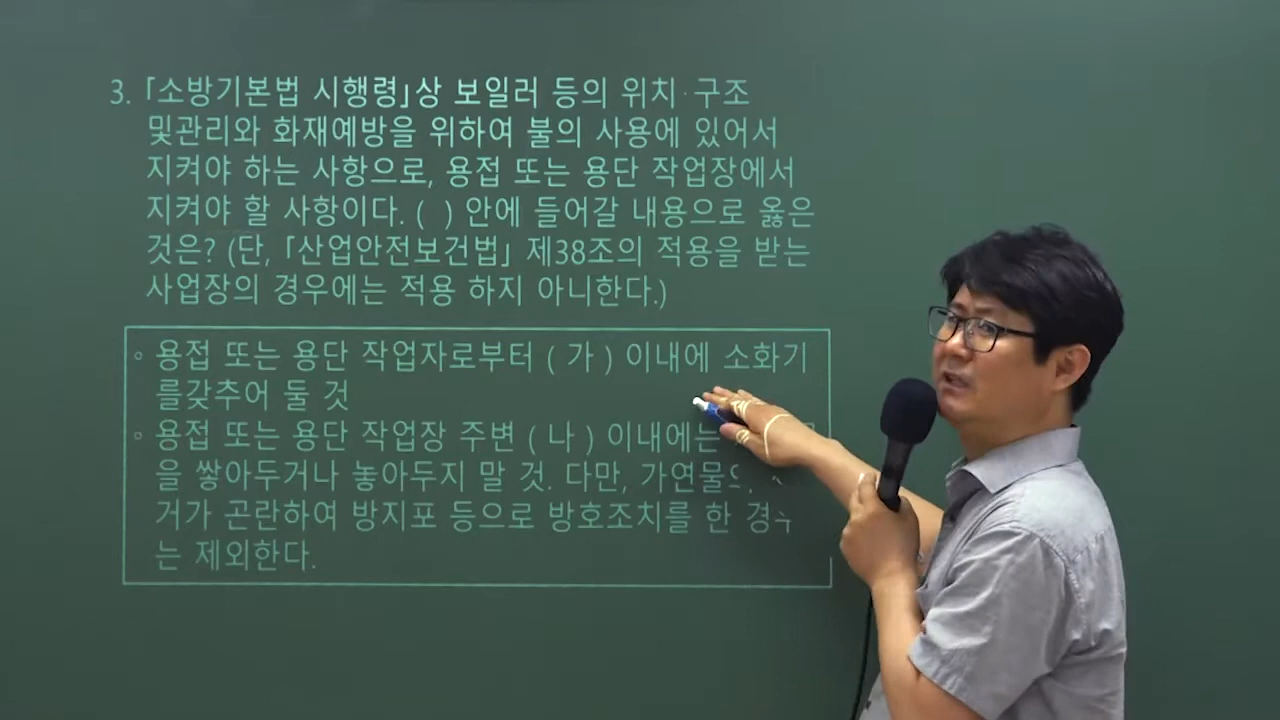 3. 「소방기본법 시행령」상 보일러 등의 위치·구조
및관리와 화재예방을 위하여 불의 사용에 있어서
지켜야 하는 사항으로, 용접 또는 용단 작업장에서
지켜야 할 사항이다. (  ) 안에 들어갈 내용으로 옳은
것은? (단, 「산업안전보건법」 제38조의 적용을 받는
사업장의 경우에는 적용 하지 아니한다.)
◦ 용접 또는 용단 작업자로부터 ( 가 ) 이내에 소화기
를갖추어 둘 것
◦ 용접 또는 용단 작업장 주변 ( 나 ) 이내에는
을 쌓아두거나 놓아두지 말 것. 다만, 가연물의
거가 곤란하여 방지포 등으로 방호조치를 한 경우
는 제외한다.